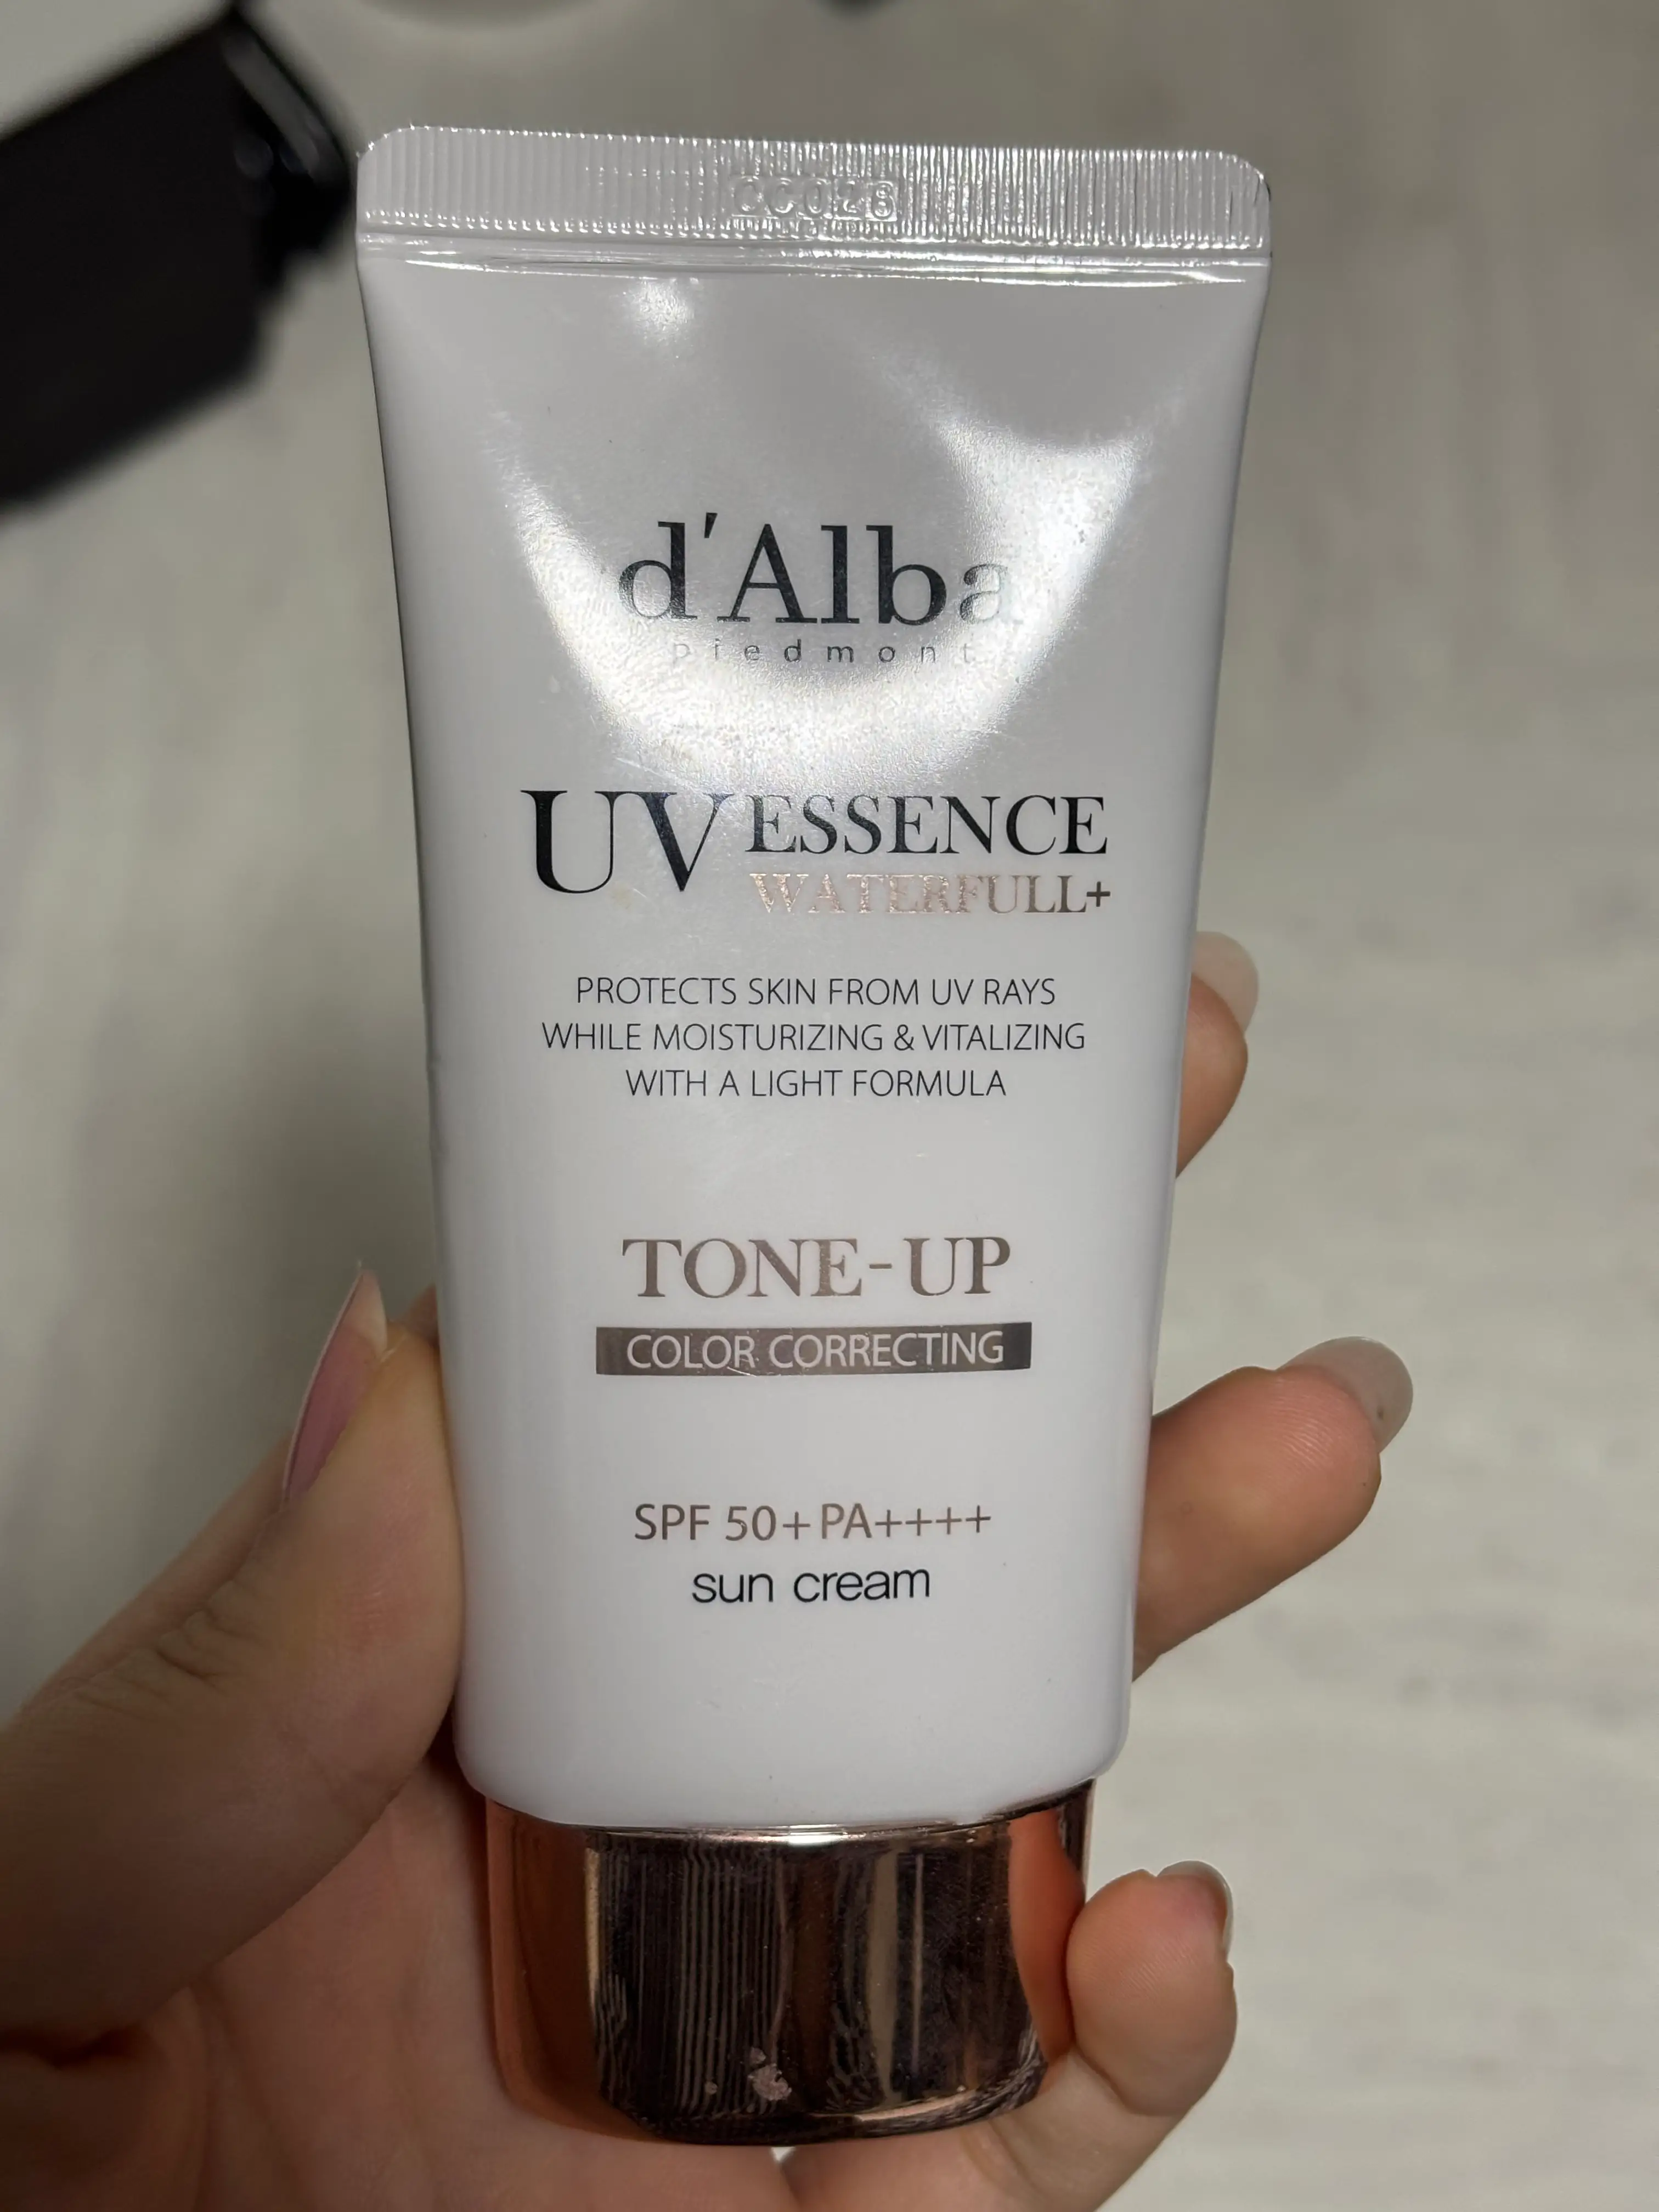 CC026
d'Alba
piedmont
UV ESSENCE
WATERFULL+
PROTECTS SKIN FROM UV RAYS
WHILE MOISTURIZING & VITALIZING
WITH A LIGHT FORMULA
TONE-UP
COLOR CORRECTING
SPF 50+ PA++++
sun cream